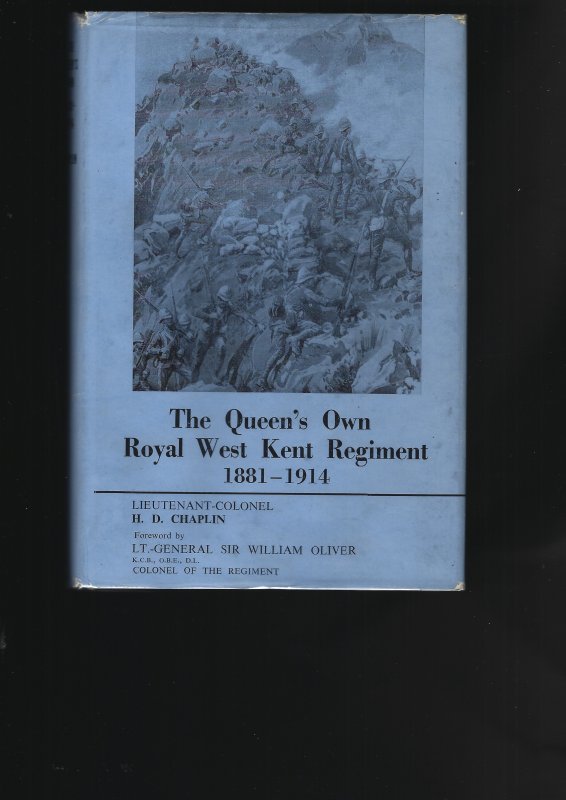 The Queen's Own
Royal West Kent Regiment
1881–1914
LIEUTENANT-COLONEL
H. D. CHAPLIN
Foreword by
LT.-GENERAL SIR WILLIAM OLIVER
K.C.B., O.B.E., D.L.
COLONEL OF THE REGIMENT